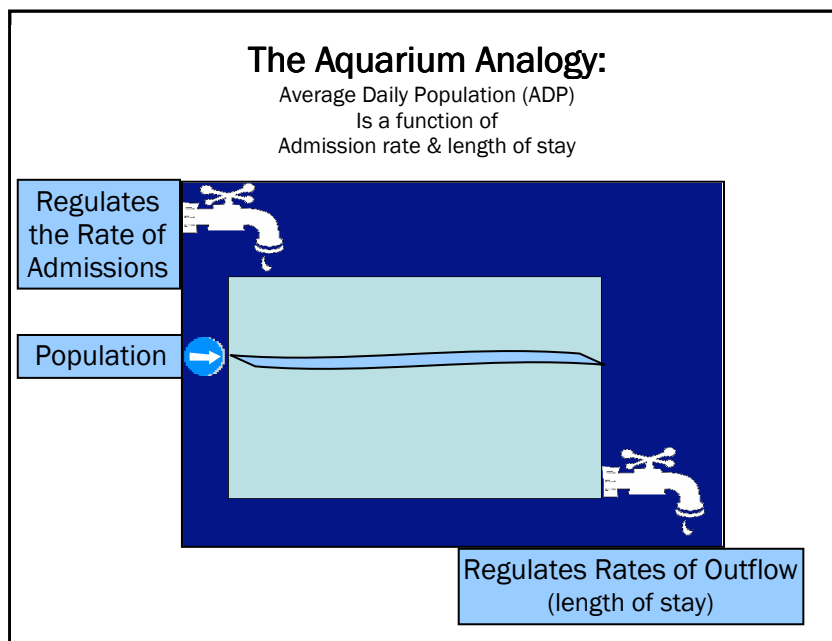 The Aquarium Analogy:
Average Daily Population (ADP)
Is a function of
Admission rate & length of stay
Regulates
the Rate of
Admissions
Population
Regulates Rates of Outflow
(length of stay)